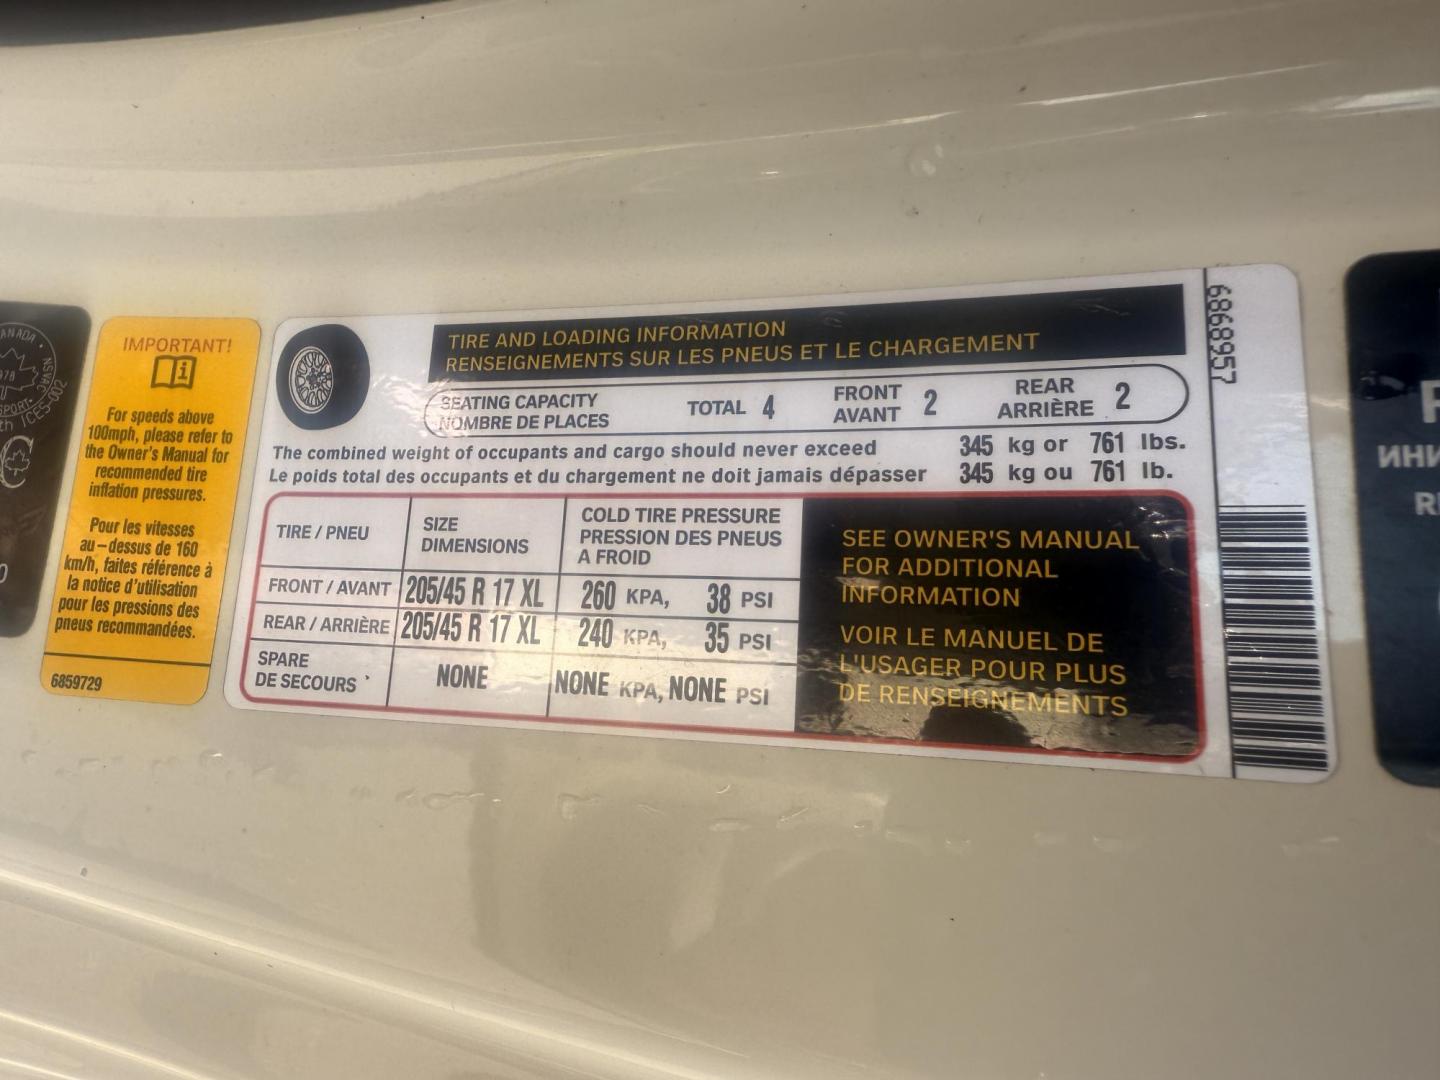 ANADA
NSVAC
978
SPORT
ICES-002
IMPORTANT!
For speeds above
100mph, please refer to
the Owner's Manual for
recommended tire
inflation pressures.
Pour les vitesses
au-dessus de 160
km/h, faites référence à
la notice d'utilisation
pour les pressions des
pneus recommandées.
6859729
TIRE AND LOADING INFORMATION
RENSEIGNEMENTS SUR LES PNEUS ET LE CHARGEMENT
SEATING CAPACITY
NOMBRE DE PLACES
TOTAL 4
FRONT
AVANT 2
REAR
ARRIÈRE 2
The combined weight of occupants and cargo should never exceed 345 kg or 761 lbs.
Le poids total des occupants et du chargement ne doit jamais dépasser 345 kg ou 761 lb.
TIRE / PNEU
SIZE
DIMENSIONS
COLD TIRE PRESSURE
PRESSION DES PNEUS
A FROID
FRONT / AVANT 205/45 R 17 XL 260 KPA, 38 PSI
REAR / ARRIÈRE 205/45 R 17 XL 240 KPA, 35 PSI
SPARE
DE SECOURS NONE NONE KPA, NONE PSI
SEE OWNER'S MANUAL
FOR ADDITIONAL
INFORMATION
VOIR LE MANUEL DE
L'USAGER POUR PLUS
DE RENSEIGNEMENTS
6868957